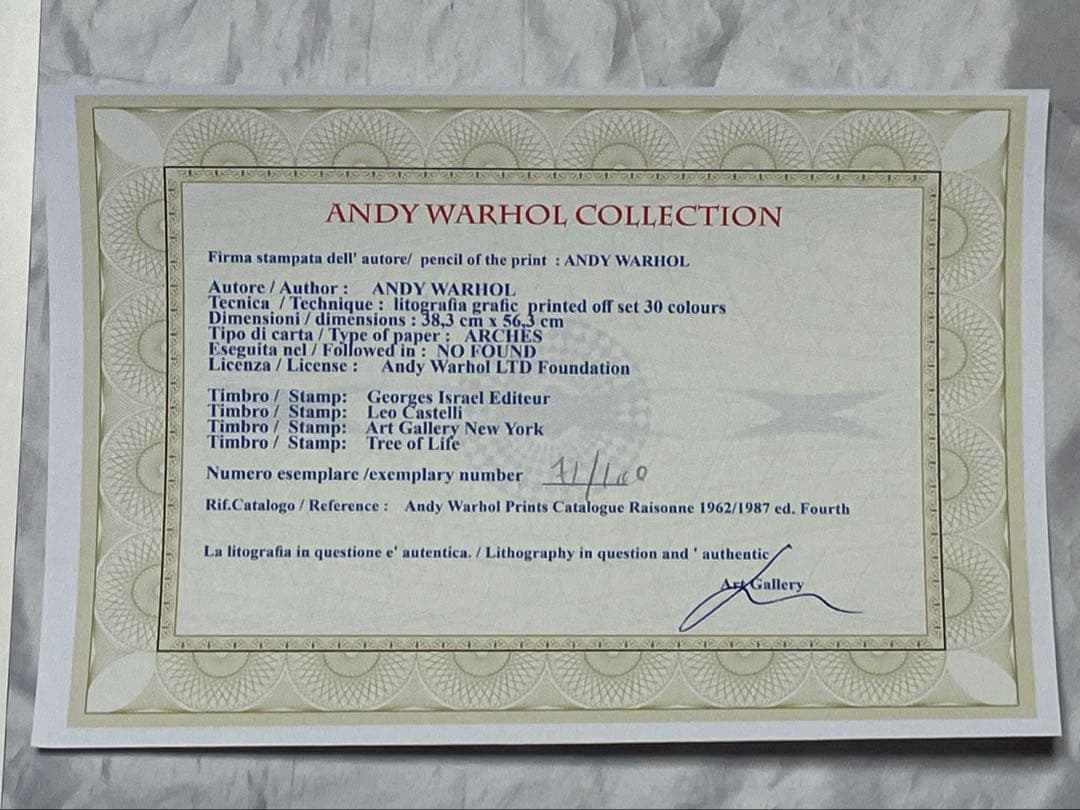 ANDY WARHOL COLLECTION
Firma stampata dell' autore/ pencil of the print : ANDY WARHOL
Autore / Author : ANDY WARHOL
Tecnica / Technique : litografia grafic printed off set 30 colours
Dimensioni / dimensions : 38,3 cm x 56,3 cm
Tipo di carta / Type of paper : ARCHES
Eseguita nel / Followed in : NO FOUND
Licenza / License : Andy Warhol LTD Foundation
Timbro / Stamp: Georges Israel Editeur
Timbro / Stamp: Leo Castelli
Timbro / Stamp: Art Gallery New York
Timbro / Stamp: Tree of Life
Numero esemplare /exemplary number 71/100
Rif.Catalogo / Reference : Andy Warhol Prints Catalogue Raisonne 1962/1987 ed. Fourth
La litografia in questione e' autentica. / Lithography in question and ' authentic
Art Gallery